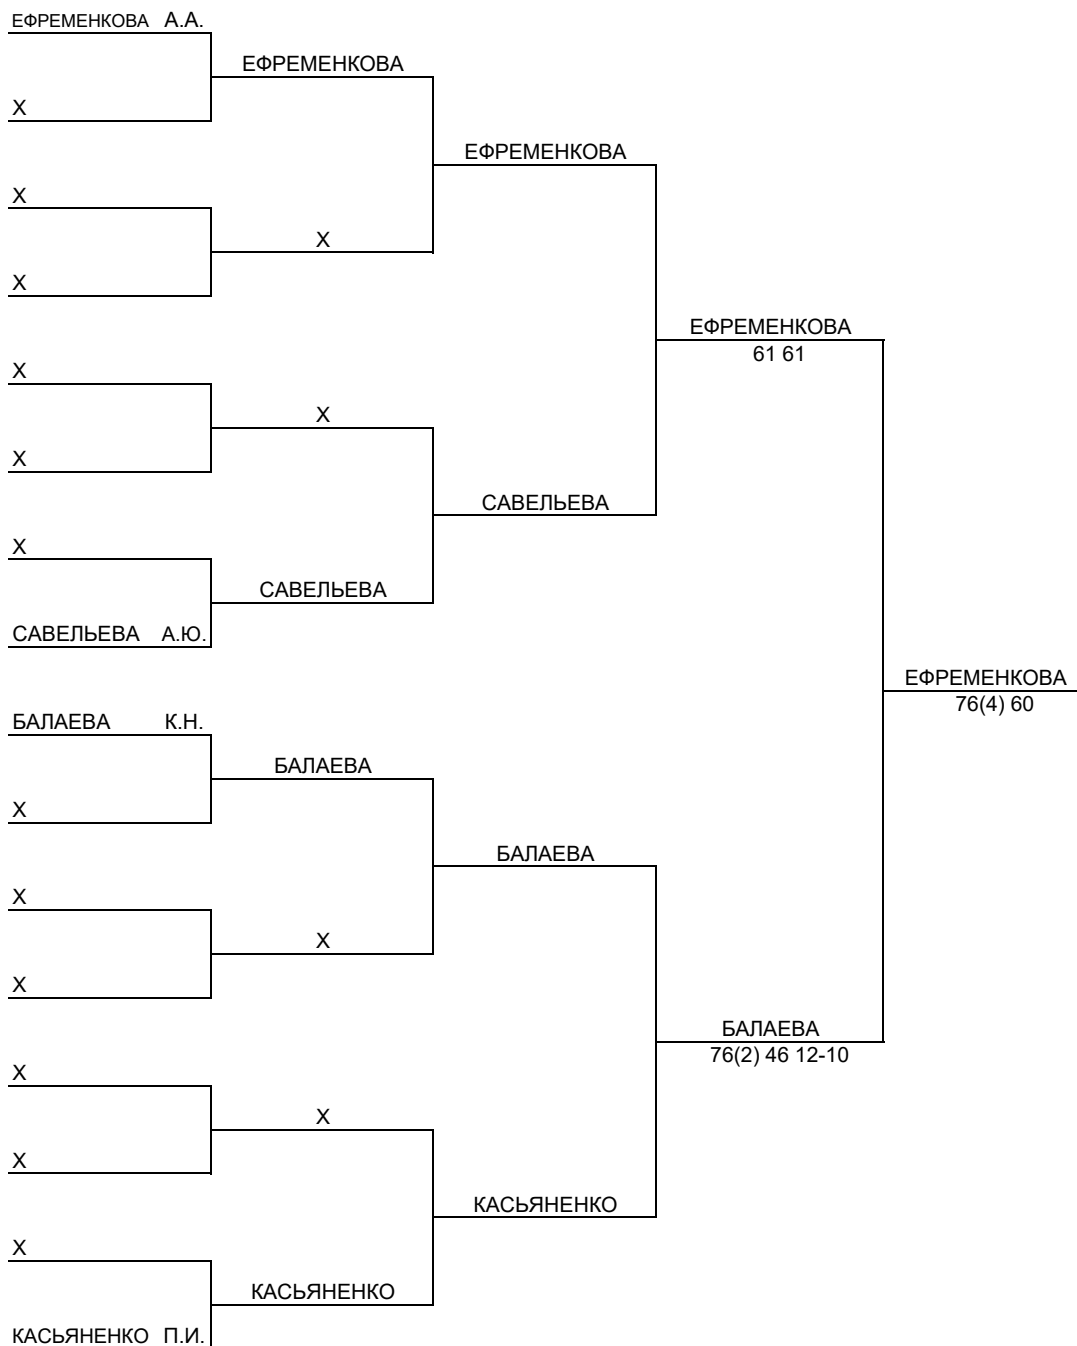 ЕФРЕМЕНКОВА А.А.
ЕФРЕМЕНКОВА
X
ЕФРЕМЕНКОВА
X
X
X
ЕФРЕМЕНКОВА
61 61
X
X
X
САВЕЛЬЕВА
X
САВЕЛЬЕВА
САВЕЛЬЕВА А.Ю.
ЕФРЕМЕНКОВА
76(4) 60
БАЛАЕВА К.Н.
БАЛАЕВА
X
БАЛАЕВА
X
X
X
БАЛАЕВА
76(2) 46 12-10
X
X
X
КАСЬЯНЕНКО
X
КАСЬЯНЕНКО
КАСЬЯНЕНКО П.И.